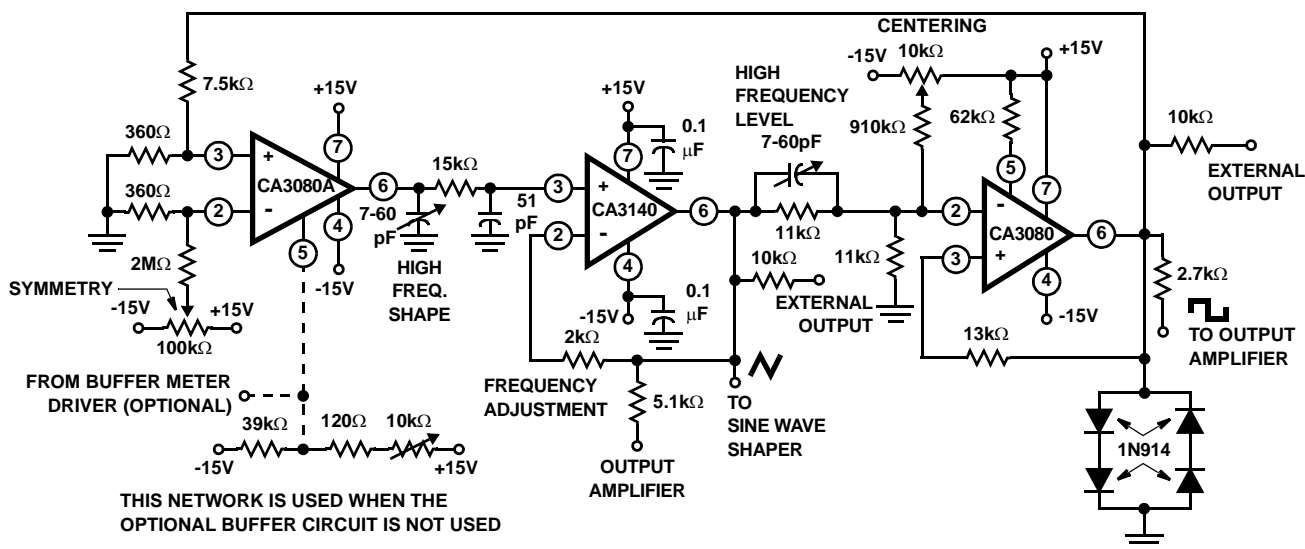 CENTERING
-15V
10kΩ
+15V
7.5kΩ
+15V
+15V
HIGH
FREQUENCY
LEVEL
7-60pF
910kΩ
62kΩ
10kΩ
EXTERNAL
OUTPUT
360Ω
360Ω
3
+
2
-
CA3080A
7
6
4
5
-15V
15kΩ
7-60
pF
51
pF
HIGH
FREQ.
SHAPE
0.1
μF
7
3
+
CA3140
2
-
6
4
-15V
0.1
μF
11kΩ
11kΩ
10kΩ
EXTERNAL
OUTPUT
5
7
2
-
CA3080
3
+
6
4
-15V
2.7kΩ
TO OUTPUT
AMPLIFIER
13kΩ
2MΩ
SYMMETRY
-15V
+15V
100kΩ
FROM BUFFER METER
DRIVER (OPTIONAL)
39kΩ
120Ω
10kΩ
-15V
+15V
THIS NETWORK IS USED WHEN THE
OPTIONAL BUFFER CIRCUIT IS NOT USED
2kΩ
FREQUENCY
ADJUSTMENT
5.1kΩ
OUTPUT
AMPLIFIER
TO
SINE WAVE
SHAPER
1N914